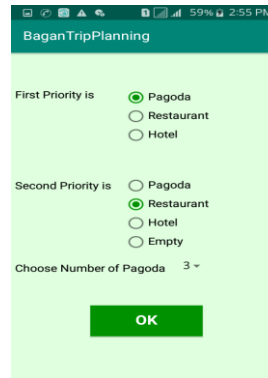 59% 2:55 PM
BaganTripPlanning
First Priority is
Pagoda
Restaurant
Hotel
Second Priority is
Pagoda
Restaurant
Hotel
Empty
Choose Number of Pagoda 3
OK